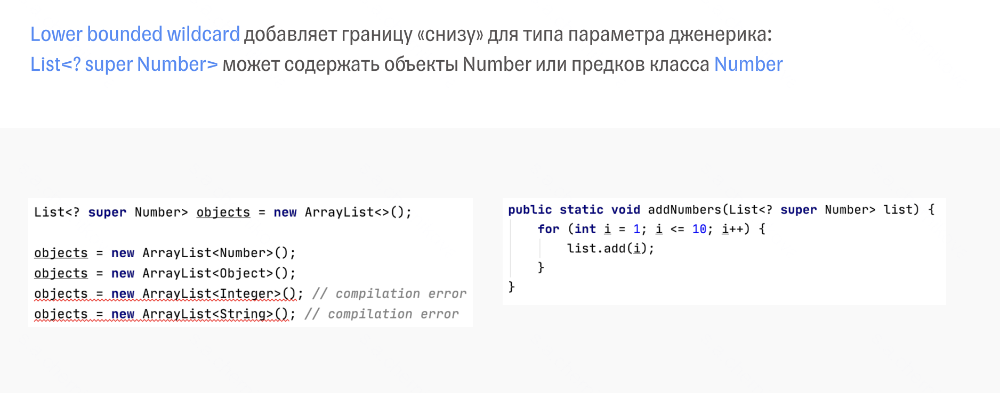 Lower bounded wildcard добавляет границу «снизу» для типа параметра дженерика:
List<? super Number> может содержать объекты Number или предков класса Number
List<? super Number> objects = new ArrayList<>();
objects = new ArrayList<Number>();
objects = new ArrayList<Object>();
objects = new ArrayList<Integer>(); // compilation error
objects = new ArrayList<String>(); // compilation error
public static void addNumbers(List<? super Number> list) {
for (int i = 1; i <= 10; i++) {
list.add(i);
}
}